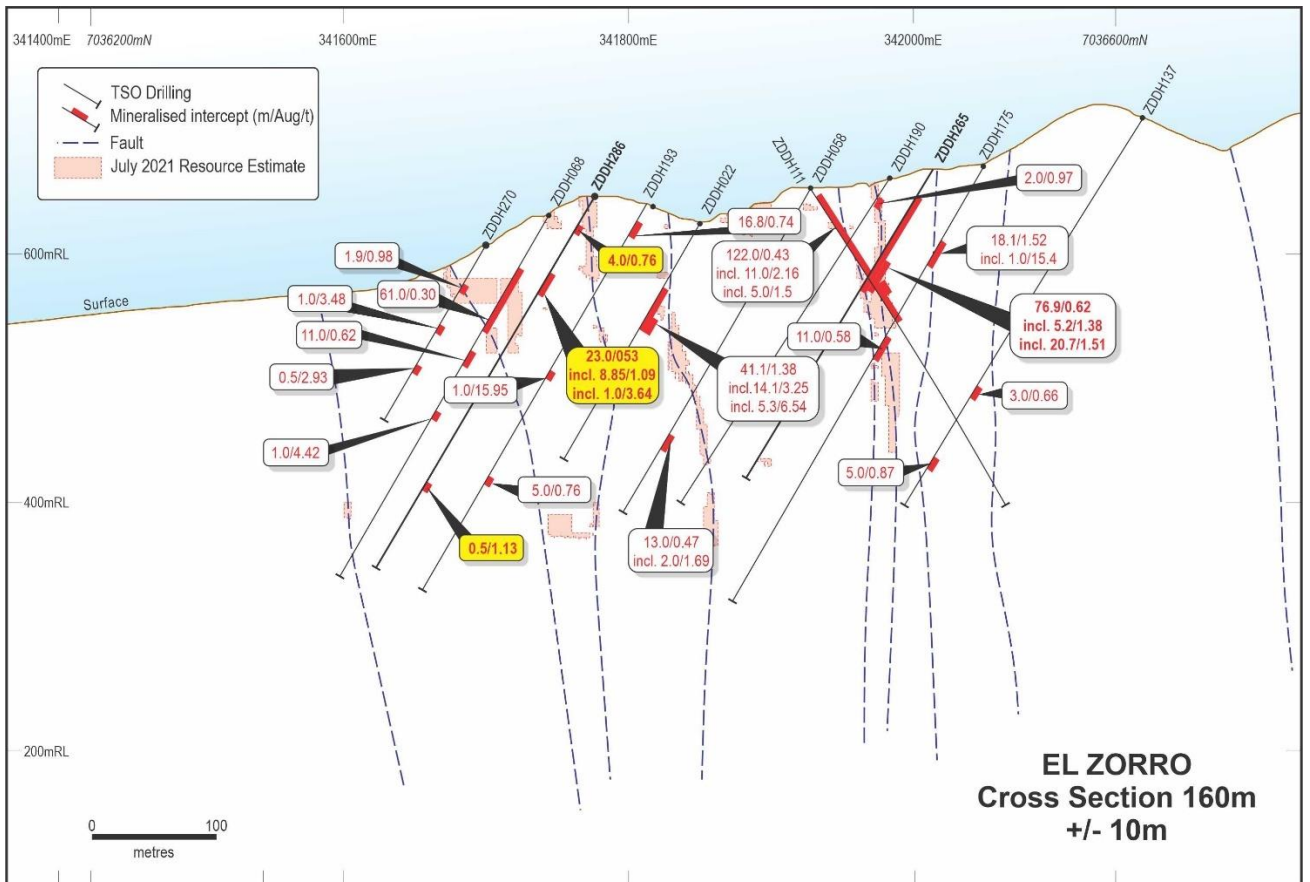 341400mE
7036200mN
341600mE
341800mE
342000mE
7036600mN
TSO Drilling
Mineralised intercept (m/Aug/t)
Fault
July 2021 Resource Estimate
ZDDH270
ZDDH068
ZDDH286
ZDDH193
ZDDH022
ZDDH111
ZDDH058
ZDDH190
ZDDH265
ZDDH175
ZDDH137
600mRL
Surface
1.9/0.98
1.0/3.48
61.0/0.30
11.0/0.62
0.5/2.93
1.0/4.42
1.0/15.95
4.0/0.76
23.0/053
incl. 8.85/1.09
incl. 1.0/3.64
0.5/1.13
5.0/0.76
16.8/0.74
122.0/0.43
incl. 11.0/2.16
incl. 5.0/1.5
11.0/0.58
41.1/1.38
incl.14.1/3.25
incl. 5.3/6.54
13.0/0.47
incl. 2.0/1.69
2.0/0.97
18.1/1.52
incl. 1.0/15.4
76.9/0.62
incl. 5.2/1.38
incl. 20.7/1.51
3.0/0.66
5.0/0.87
400mRL
200mRL
0
100
metres
EL ZORRO
Cross Section 160m
+/- 10m